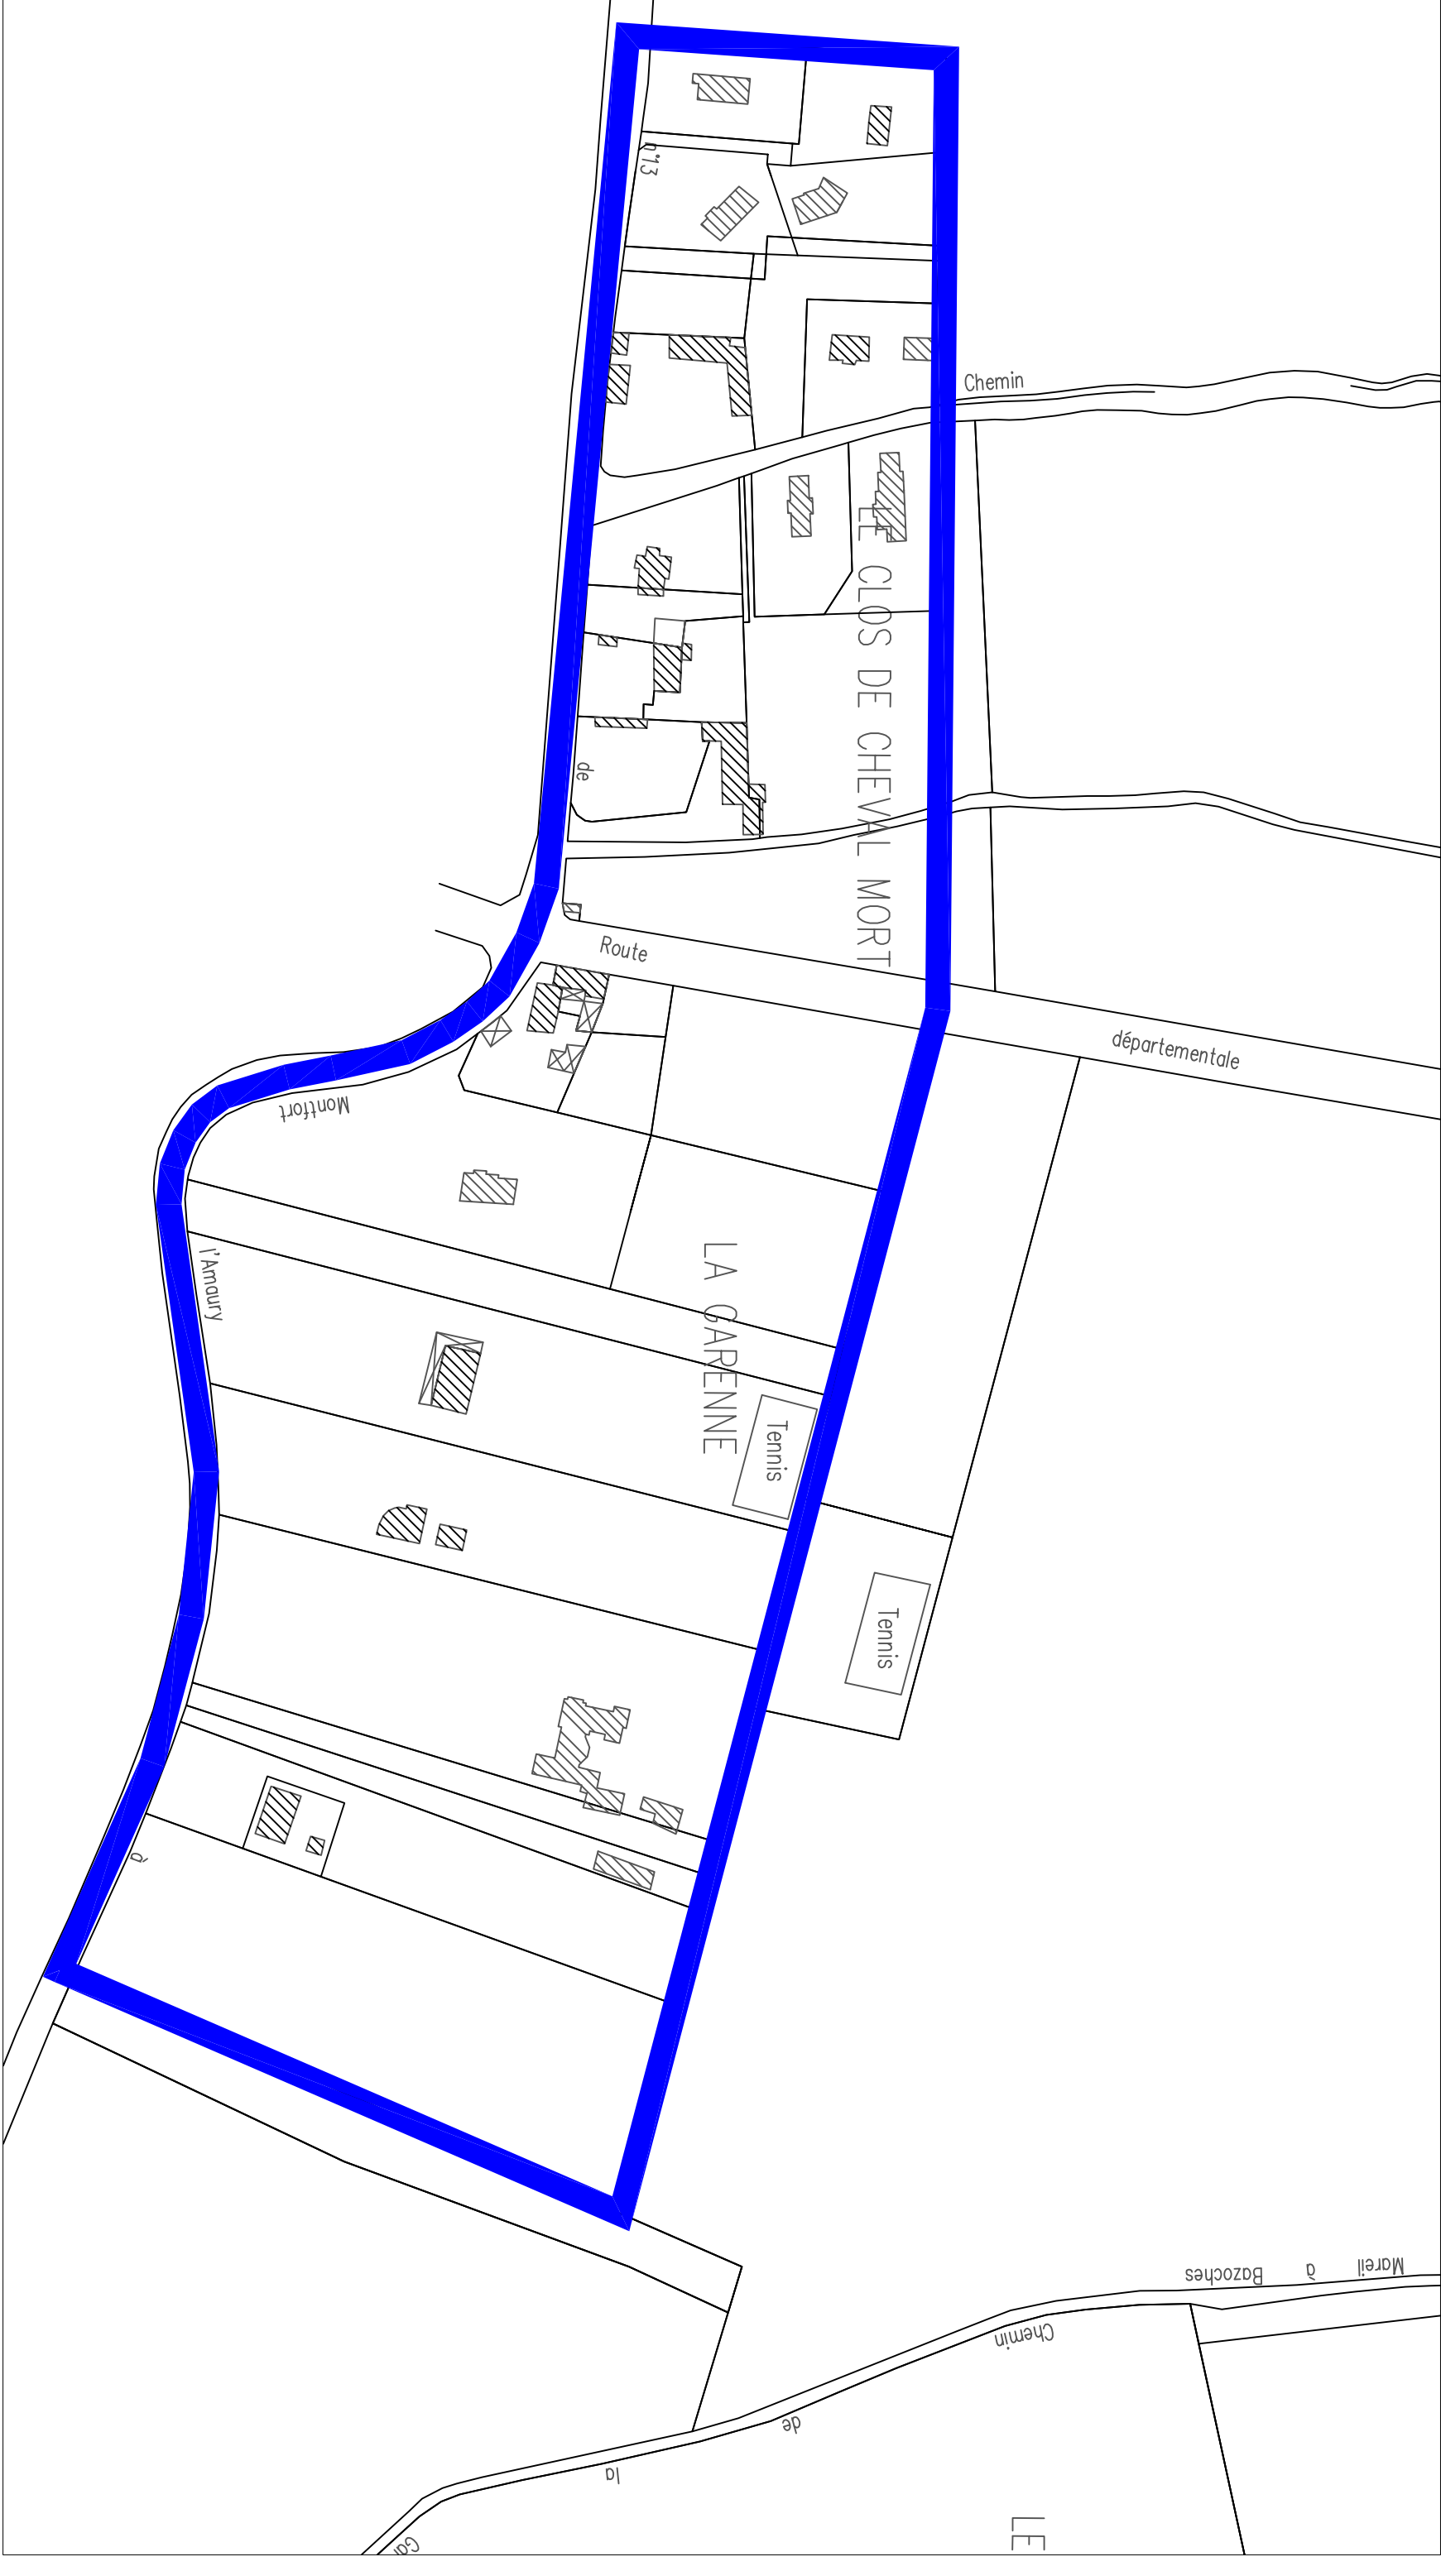 n°13
Chemin
LE CLOS DE CHEVAL MORT
de
Route
départementale
Montfort
l'Amaury
LA GARENNE
Tennis
Tennis
à
Mareil à Bazoches
Chemin
de
la
LE